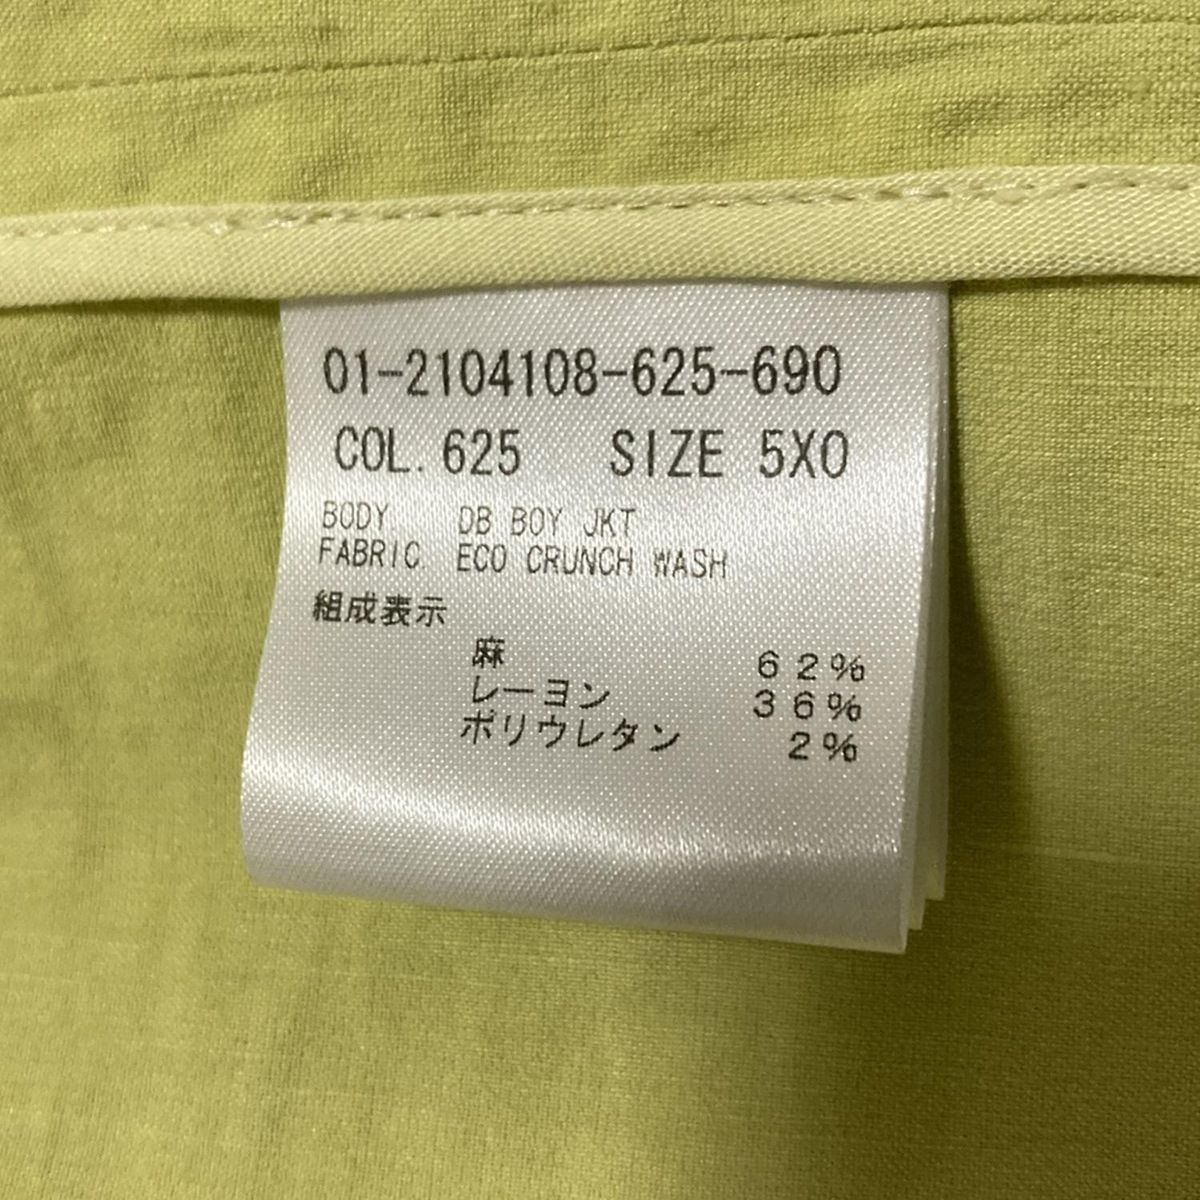 01-2104108-625-690
COL. 625 SIZE 5X0
BODY DB BOY JKT
FABRIC ECO CRUNCH WASH
組成表示
麻 62%
レーヨン 36%
ポリウレタン 2%